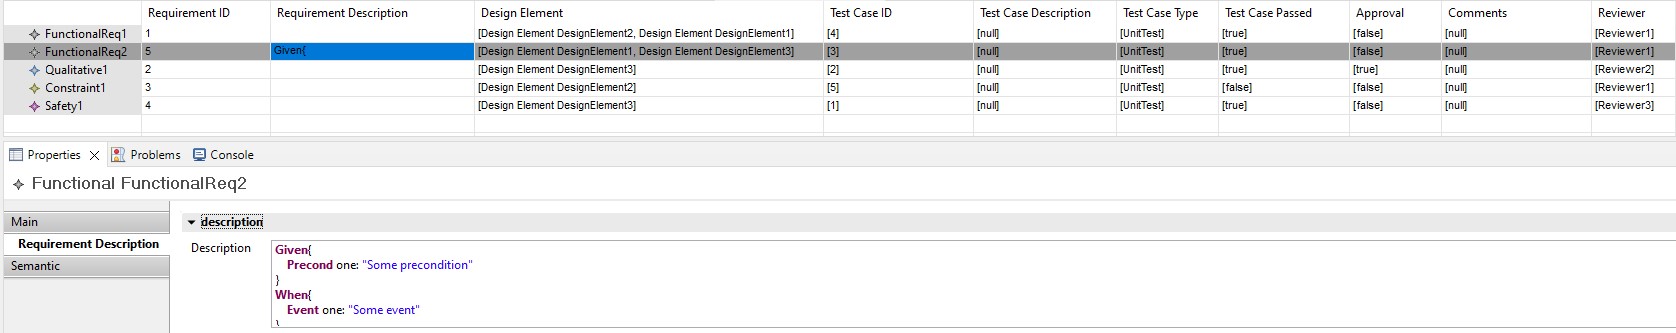 Requirement ID Requirement Description Design Element Test Case ID Test Case Description Test Case Type Test Case Passed Approval Comments Reviewer
FunctionalReq1 1 [Design Element DesignElement2, Design Element DesignElement1] [4] [null] [UnitTest] [true] [false] [null] [Reviewer1]
FunctionalReq2 5 Given{ [Design Element DesignElement1, Design Element DesignElement3] [3] [null] [UnitTest] [true] [false] [null] [Reviewer1]
Qualitative1 2 [Design Element DesignElement3] [2] [null] [UnitTest] [true] [true] [null] [Reviewer2]
Constraint1 3 [Design Element DesignElement2] [5] [null] [UnitTest] [false] [false] [null] [Reviewer1]
Safety1 4 [Design Element DesignElement3] [1] [null] [UnitTest] [true] [false] [null] [Reviewer3]
Properties Problems Console
Functional FunctionalReq2
Main
Requirement Description
Semantic
description
Description
Given{
Precond one: "Some precondition"
}
When{
Event one: "Some event"